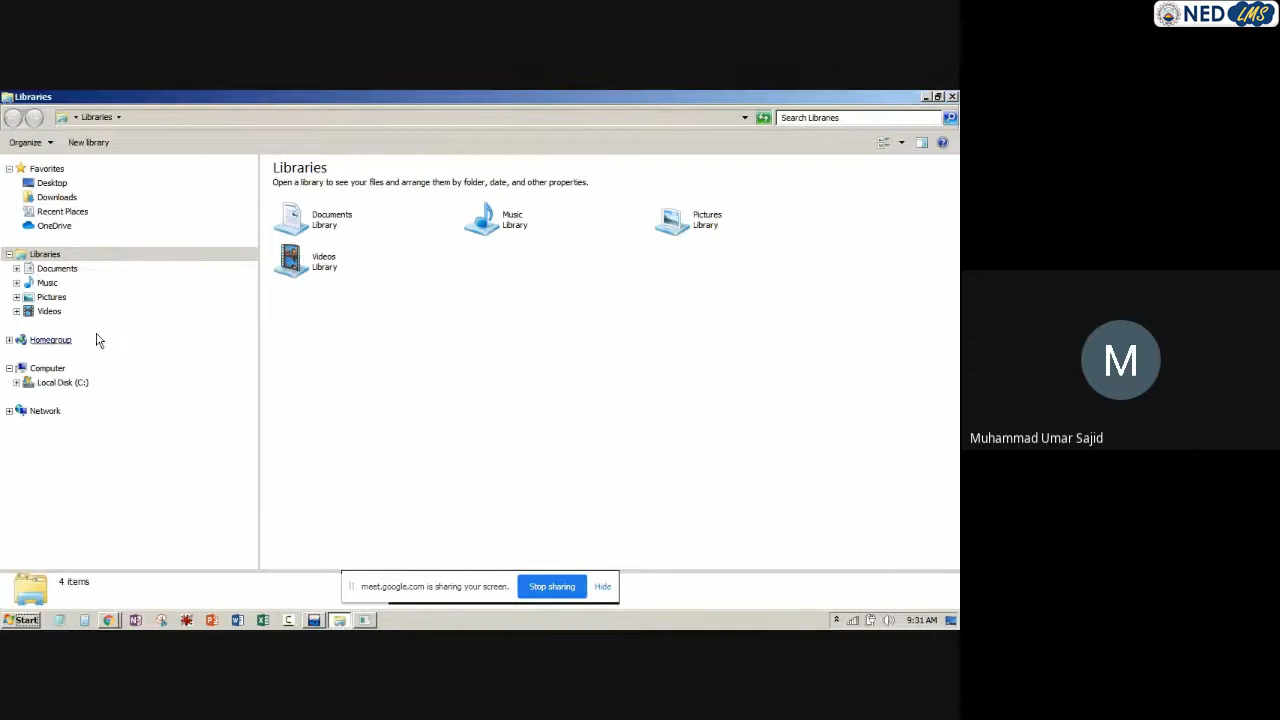 NED LMS
Libraries
Libraries
Search Libraries
Organize
New library
Favorites
Desktop
Downloads
Recent Places
OneDrive
Libraries
Documents
Music
Pictures
Videos
Homegroup
Computer
Local Disk (C:)
Network
Libraries
Open a library to see your files and arrange them by folder, date, and other properties.
Documents
Library
Music
Library
Pictures
Library
Videos
Library
4 items
meet.google.com is sharing your screen.
Stop sharing
Hide
Start
9:31 AM
M
Muhammad Umar Sajid